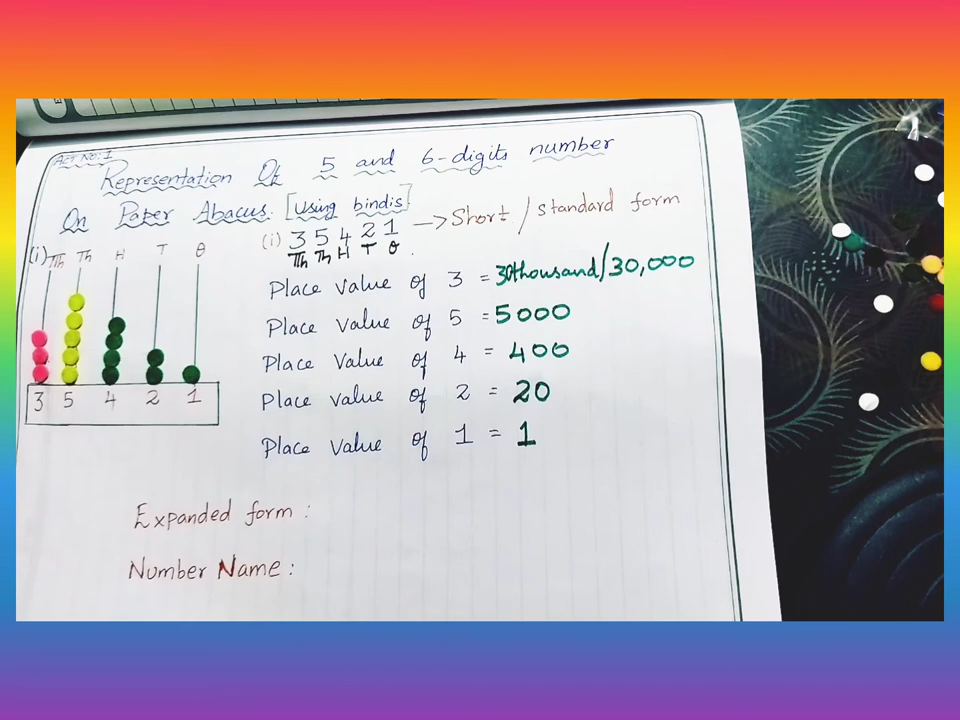 Act No: 1
Representation Of 5 and 6-digits number
On Paper Abacus. [Using bindis]
(i) TTh Th H T O
(i) 3 5 4 2 1 → Short / standard form
TTh Th H T O
Place Value of 3 = 30thousand/30,000
Place Value of 5 = 5000
Place Value of 4 = 400
Place Value of 2 = 20
Place Value of 1 = 1
3 5 4 2 1
Expanded form :
Number Name :